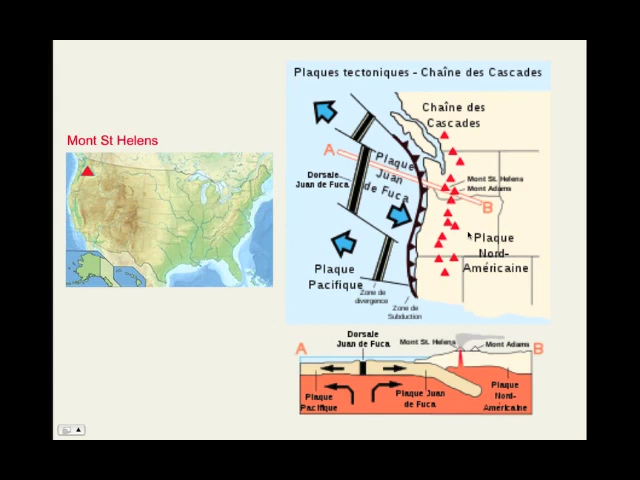 Plaques tectoniques - Chaîne des Cascades
Chaîne des
Cascades
Mont St Helens
A
Plaque
Juan
de Fuca
Dorsale
Juan de Fuca
Mont St. Helens
Mont Adams
B
Plaque
Nord-
Américaine
Plaque
Pacifique
Zone de
divergence
Zone de
Subduction
Dorsale
Juan de Fuca
Mont St. Helens
Mont Adams
A
B
Plaque
Pacifique
Plaque Juan
de Fuca
Plaque
Nord-
Américaine